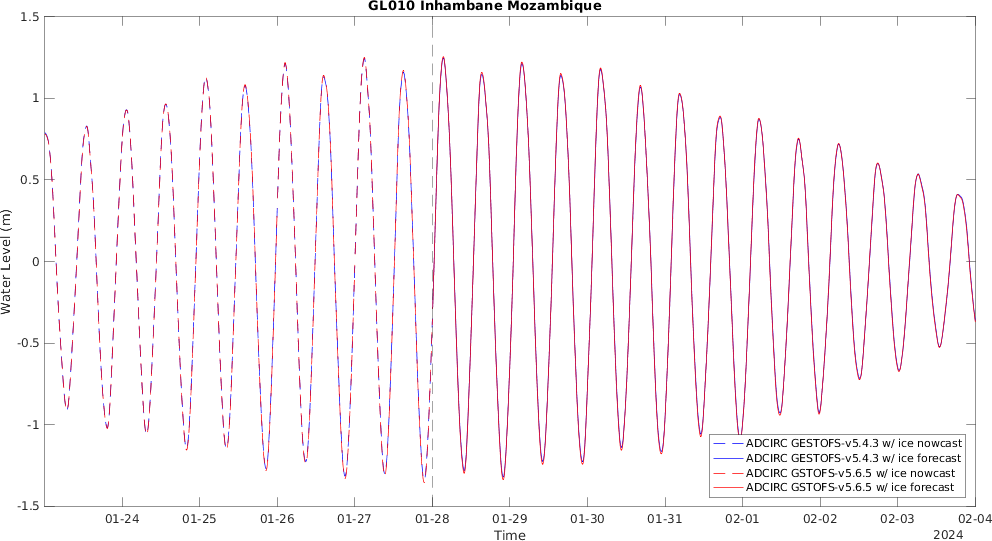 GL010 Inhambane Mozambique
Water Level (m)
1.5
1
0.5
0
-0.5
-1
-1.5
ADCIRC GESTOFS-v5.4.3 w/ ice nowcast
ADCIRC GESTOFS-v5.4.3 w/ ice forecast
ADCIRC GSTOFS-v5.6.5 w/ ice nowcast
ADCIRC GSTOFS-v5.6.5 w/ ice forecast
01-24 01-25 01-26 01-27 01-28 01-29 01-30 01-31 02-01 02-02 02-03 02-04
Time
2024